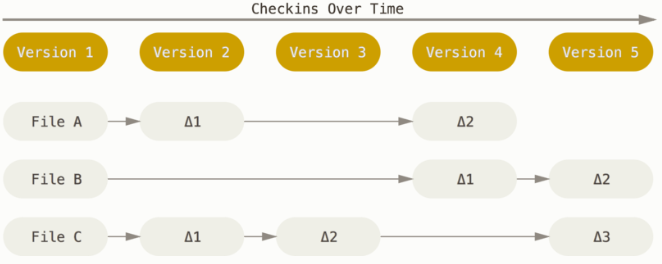 Checkins Over Time
Version 1 Version 2 Version 3 Version 4 Version 5
File A Δ1 Δ2
File B Δ1 Δ2
File C Δ1 Δ2 Δ3